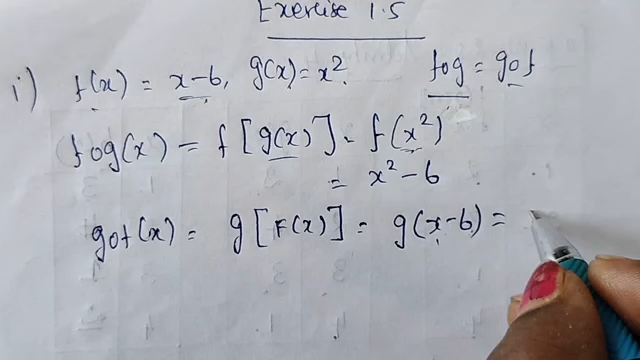 Exercise 1.5
i) f(x) = x-6, g(x) = x² fog = gof
fog(x) = f[g(x)] = f(x²)
= x² - 6
gof(x) = g[F(x)] = g(x-6) =